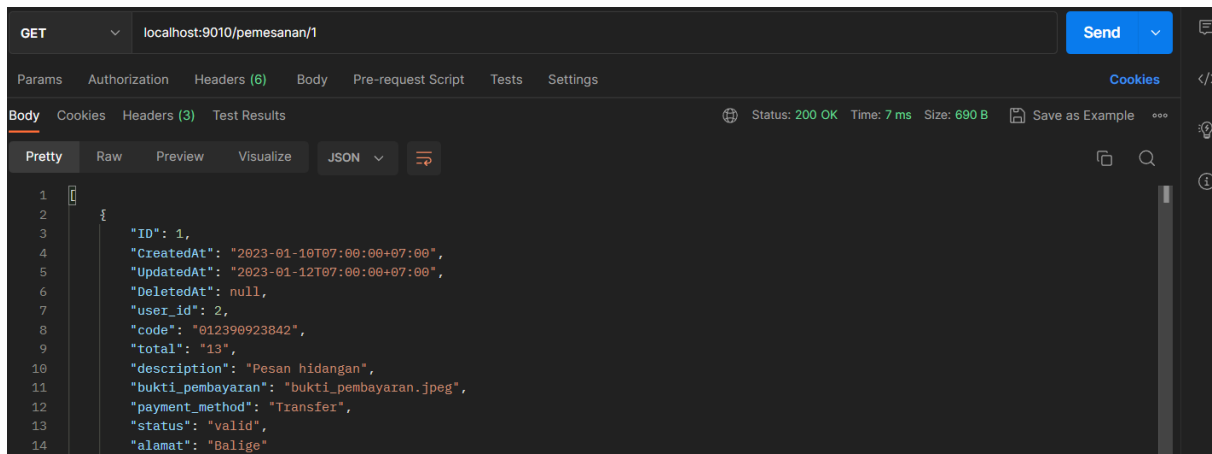 GET localhost:9010/pemesanan/1 Send
Params Authorization Headers (6) Body Pre-request Script Tests Settings Cookies
Body Cookies Headers (3) Test Results Status: 200 OK Time: 7 ms Size: 690 B Save as Example
Pretty Raw Preview Visualize JSON
1 [
2 {
3 "ID": 1,
4 "CreatedAt": "2023-01-10T07:00:00+07:00",
5 "UpdatedAt": "2023-01-12T07:00:00+07:00",
6 "DeletedAt": null,
7 "user_id": 2,
8 "code": "012390923842",
9 "total": "13",
10 "description": "Pesan hidangan",
11 "bukti_pembayaran": "bukti_pembayaran.jpeg",
12 "payment_method": "Transfer",
13 "status": "valid",
14 "alamat": "Balige"